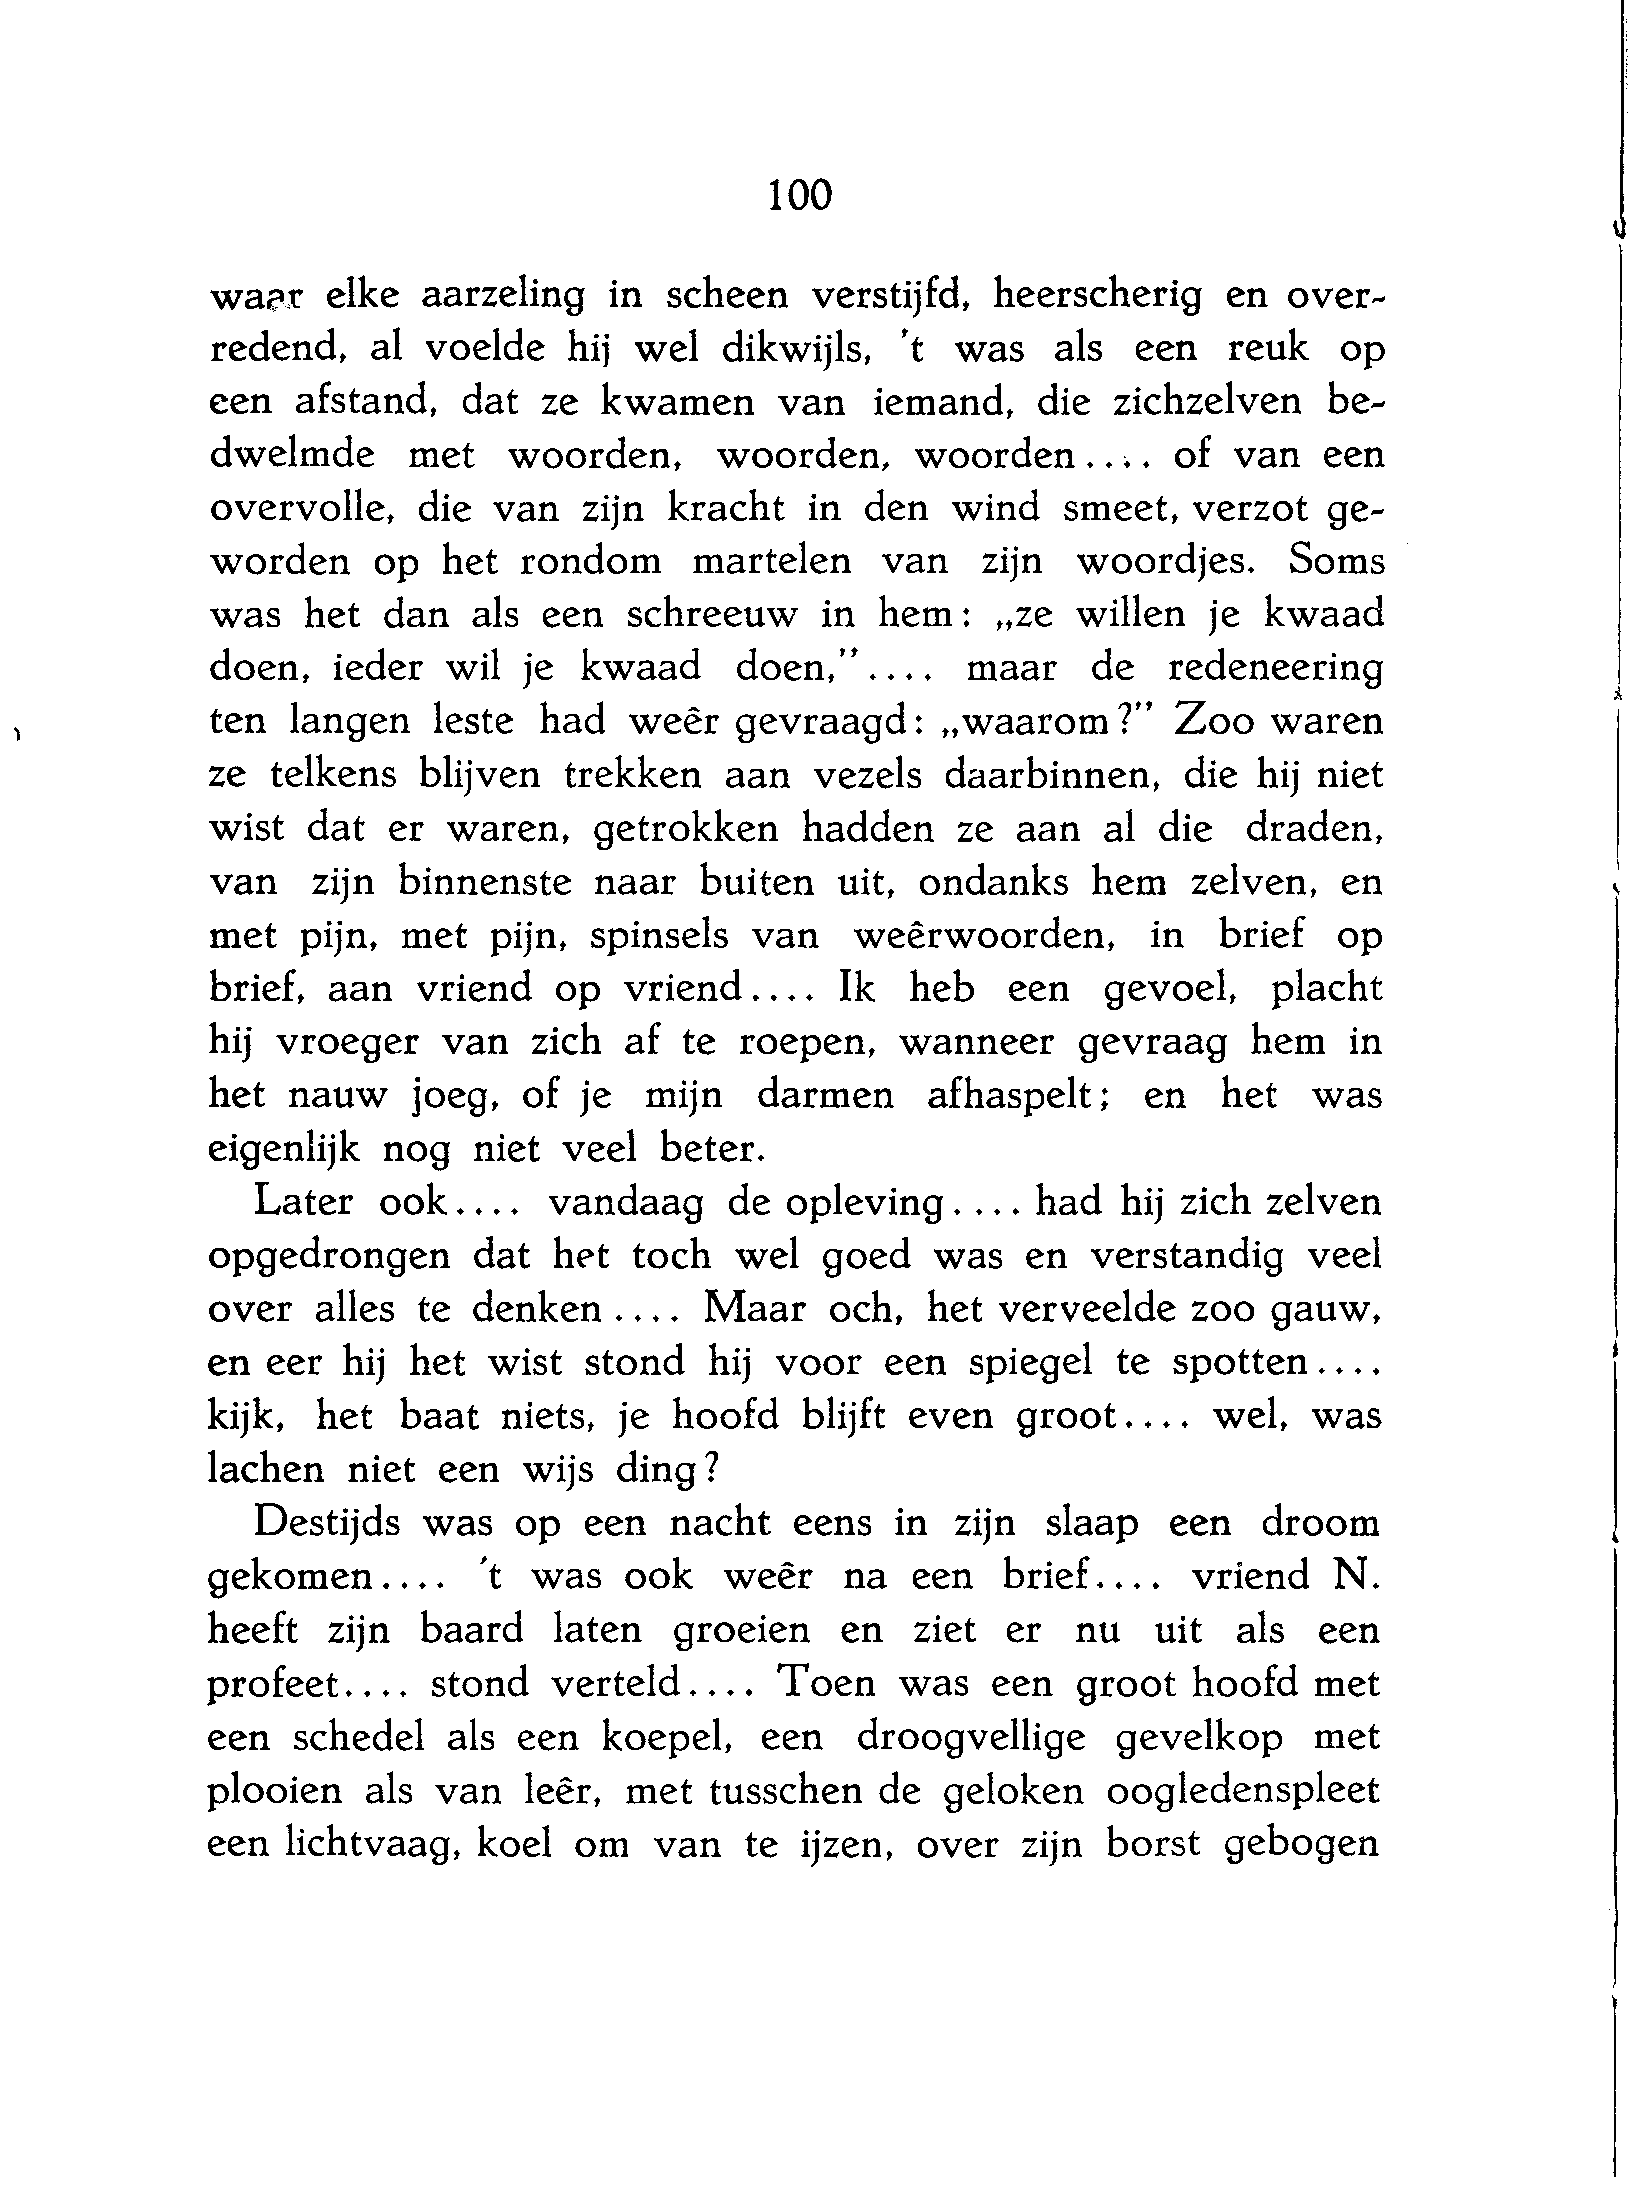 100
waar elke aarzeling in scheen verstijfd, heerscherig en over-
redend, al voelde hij wel dikwijls, 't was als een reuk op
een afstand, dat ze kwamen van iemand, die zichzelven be-
dwelmde met woorden, woorden, woorden.... of van een
overvolle, die van zijn kracht in den wind smeet, verzot ge-
worden op het rondom martelen van zijn woordjes. Soms
was het dan als een schreeuw in hem: „ze willen je kwaad
doen, ieder wil je kwaad doen,”.... maar de redeneering
ten langen leste had weêr gevraagd: „waarom?” Zoo waren
ze telkens blijven trekken aan vezels daarbinnen, die hij niet
wist dat er waren, getrokken hadden ze aan al die draden,
van zijn binnenste naar buiten uit, ondanks hem zelven, en
met pijn, met pijn, spinsels van weêrwoorden, in brief op
brief, aan vriend op vriend.... Ik heb een gevoel, placht
hij vroeger van zich af te roepen, wanneer gevraag hem in
het nauw joeg, of je mijn darmen afhaspelt; en het was
eigenlijk nog niet veel beter.
Later ook.... vandaag de opleving.... had hij zich zelven
opgedrongen dat het toch wel goed was en verstandig veel
over alles te denken.... Maar och, het verveelde zoo gauw,
en eer hij het wist stond hij voor een spiegel te spotten....
kijk, het baat niets, je hoofd blijft even groot.... wel, was
lachen niet een wijs ding?
Destijds was op een nacht eens in zijn slaap een droom
gekomen.... 't was ook weêr na een brief.... vriend N.
heeft zijn baard laten groeien en ziet er nu uit als een
profeet.... stond verteld.... Toen was een groot hoofd met
een schedel als een koepel, een droogvellige gevelkop met
plooien als van leêr, met tusschen de geloken oogledenspleet
een lichtvaag, koel om van te ijzen, over zijn borst gebogen